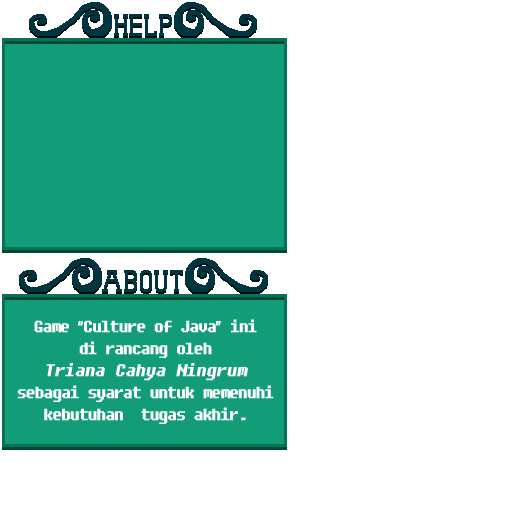 HELP
ABOUT
Game “Culture of Java” ini
di rancang oleh
Triana Cahya Ningrum
sebagai syarat untuk memenuhi
kebutuhan  tugas akhir.